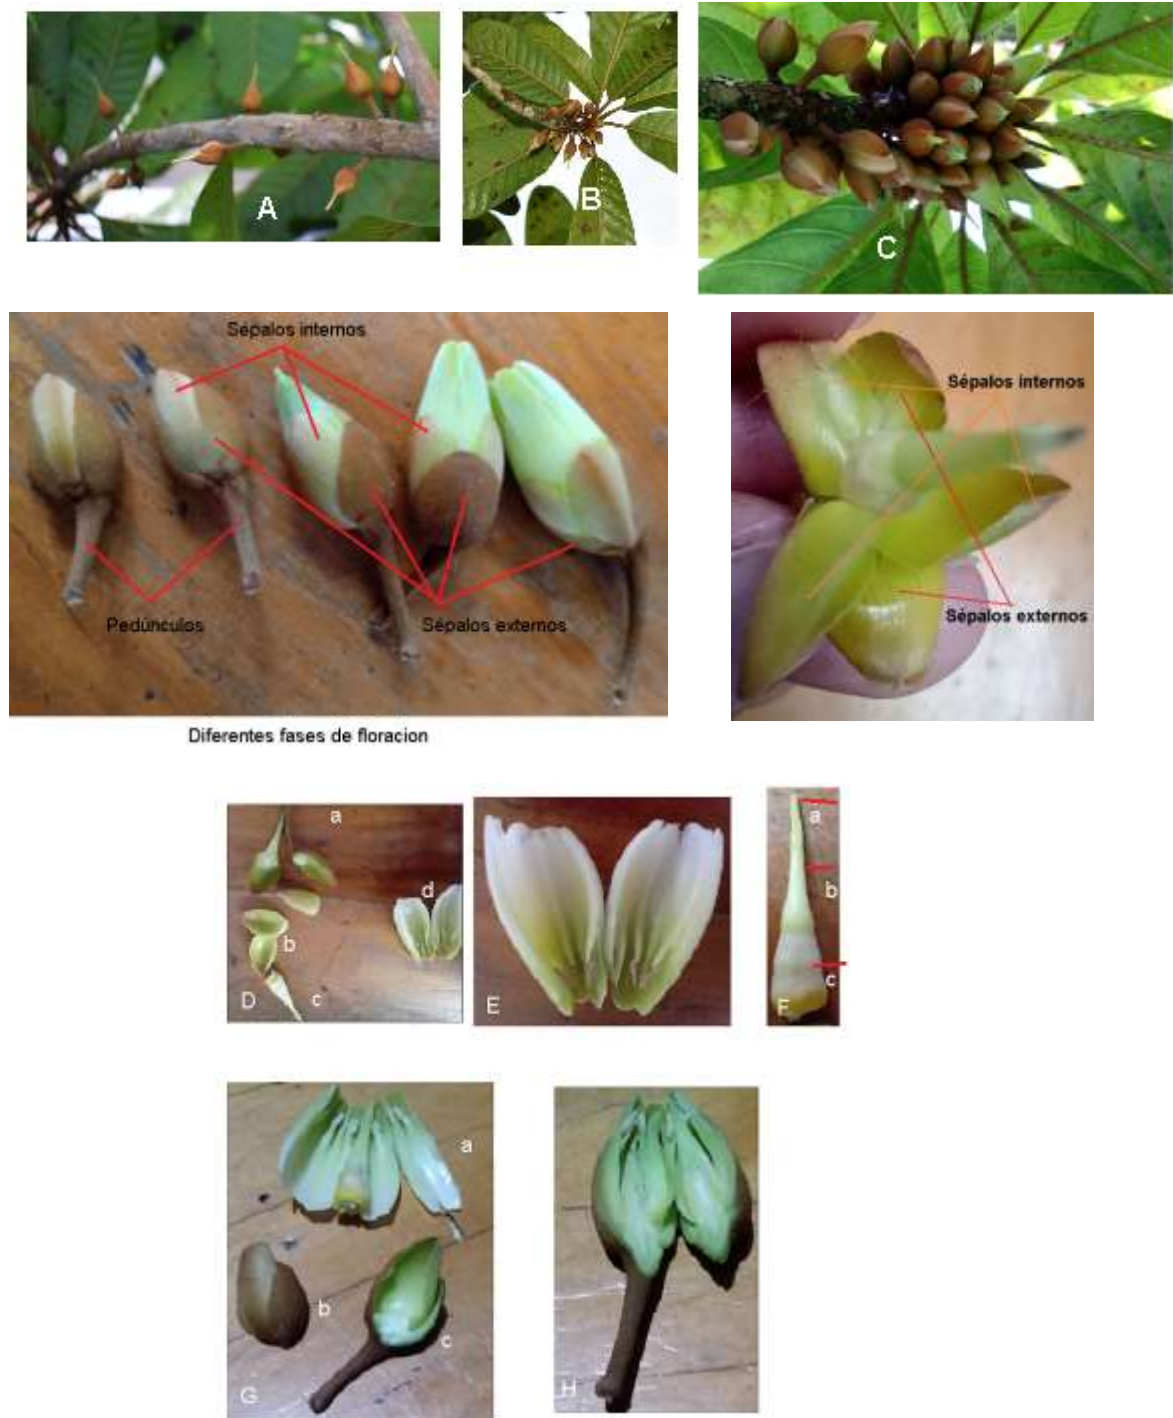 A
B
C
Sépalos internos
Pedúnculos
Sépalos externos
Sépalos internos
Sépalos externos
Diferentes fases de floracion
a
b
c
d
D
E
a
b
c
F
a
b
c
G
H